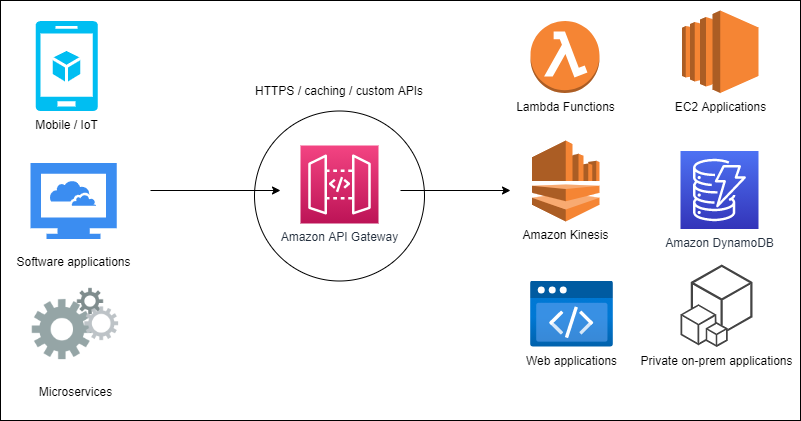 Mobile / IoT
Software applications
Microservices
HTTPS / caching / custom APIs
</>
Amazon API Gateway
Lambda Functions
EC2 Applications
Amazon Kinesis
Amazon DynamoDB
</>
Web applications
Private on-prem applications